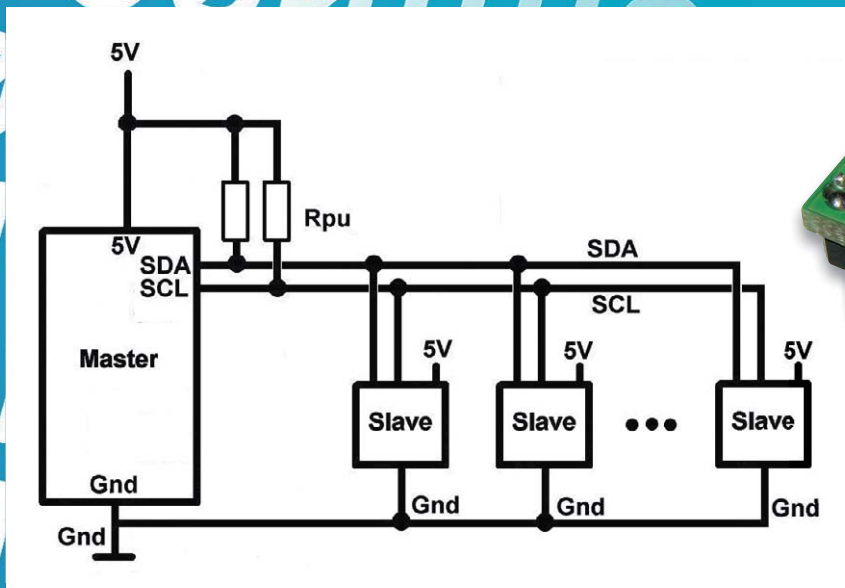 5V
Rpu
5V
SDA
SCL
SDA
SCL
Master
5V
5V
5V
Slave
Slave
Slave
Gnd
Gnd
Gnd
Gnd
Gnd